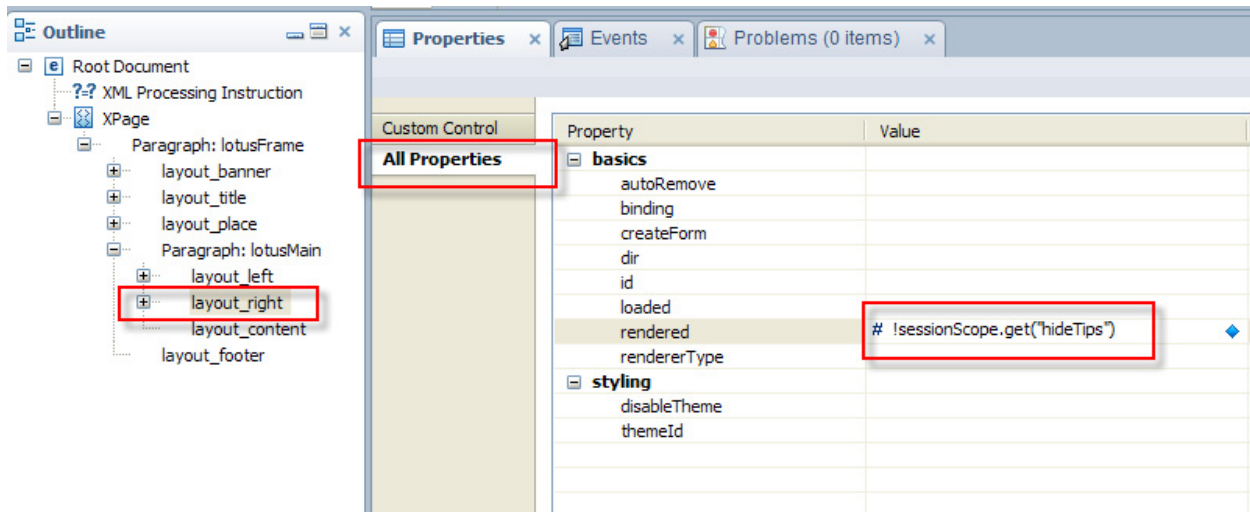 Outline
Root Document
?=? XML Processing Instruction
XPage
Paragraph: lotusFrame
layout_banner
layout_title
layout_place
Paragraph: lotusMain
layout_left
layout_right
layout_content
layout_footer
Properties
Events
Problems (0 items)
Custom Control
All Properties
Property Value
basics
autoRemove
binding
createForm
dir
id
loaded
rendered # !sessionScope.get("hideTips")
rendererType
styling
disableTheme
themeId